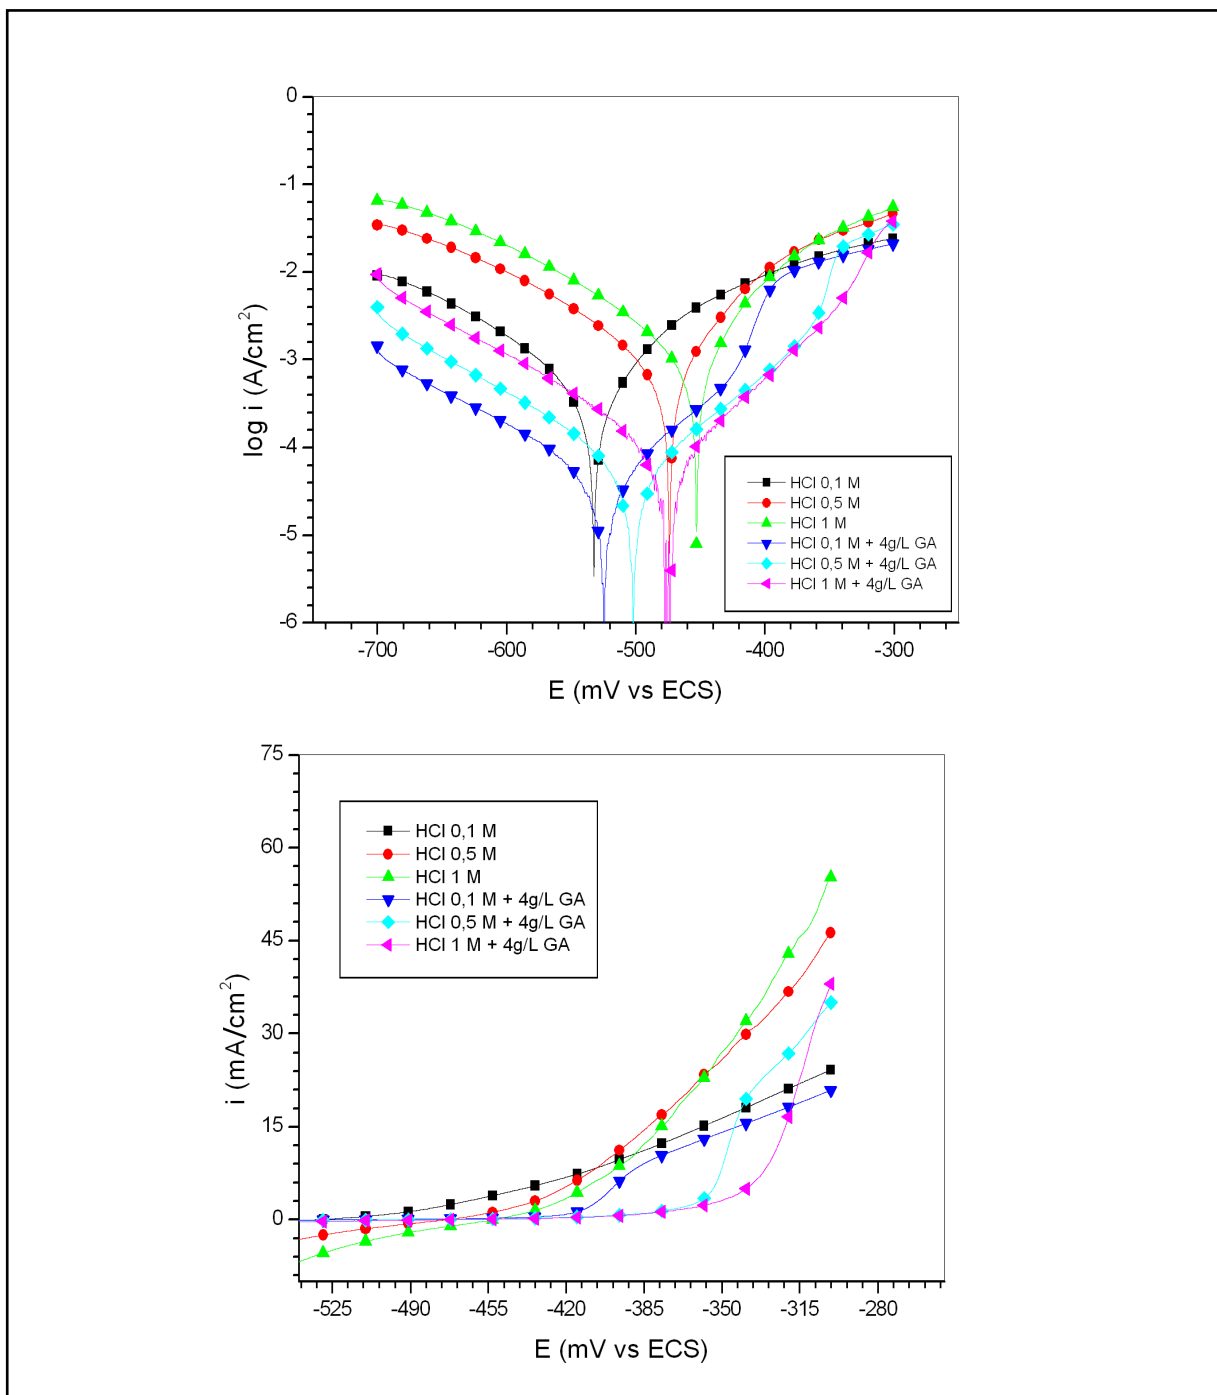 0
-1
-2
-3
-4
-5
-6
log i (A/cm²)
HCl 0,1 M
HCl 0,5 M
HCl 1 M
HCl 0,1 M + 4g/L GA
HCl 0,5 M + 4g/L GA
HCl 1 M + 4g/L GA
-700 -600 -500 -400 -300
E (mV vs ECS)
75
60
45
30
15
0
i (mA/cm²)
HCl 0,1 M
HCl 0,5 M
HCl 1 M
HCl 0,1 M + 4g/L GA
HCl 0,5 M + 4g/L GA
HCl 1 M + 4g/L GA
-525 -490 -455 -420 -385 -350 -315 -280
E (mV vs ECS)